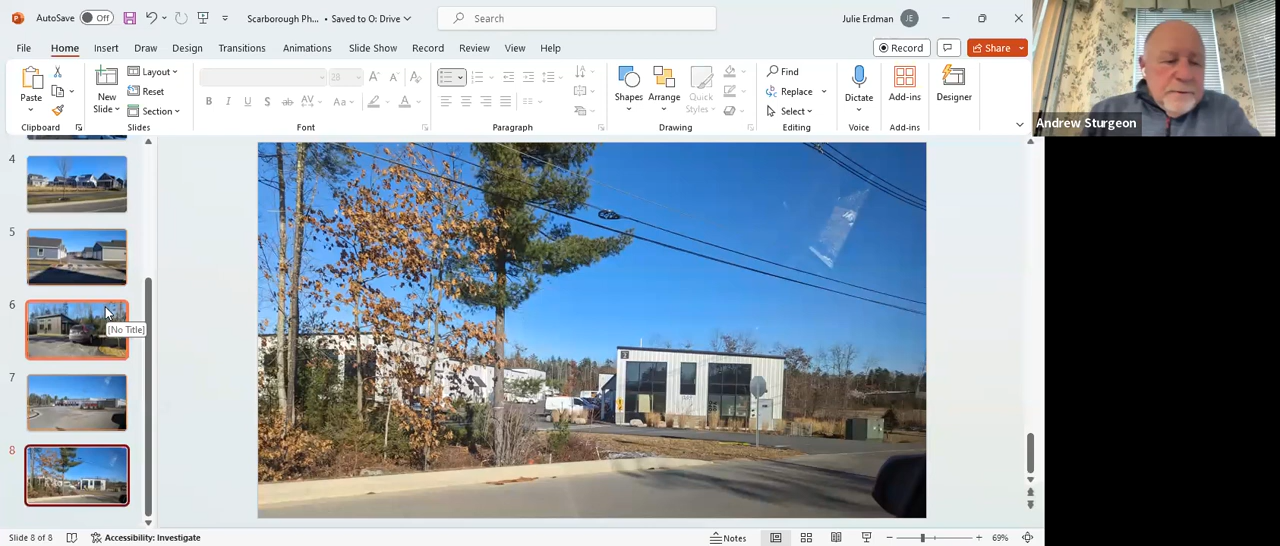 AutoSave Off Scarborough Ph... • Saved to O: Drive Search Julie Erdman JE
File Home Insert Draw Design Transitions Animations Slide Show Record Review View Help Record Share
Paste New Slide Layout Reset Section 28 Shapes Arrange Quick Styles Find Replace Select Dictate Add-ins Designer
Clipboard Slides Font Paragraph Drawing Editing Voice Add-ins
Andrew Sturgeon
4
5
6
[No Title]
7
8
Slide 8 of 8 Accessibility: Investigate Notes 69%